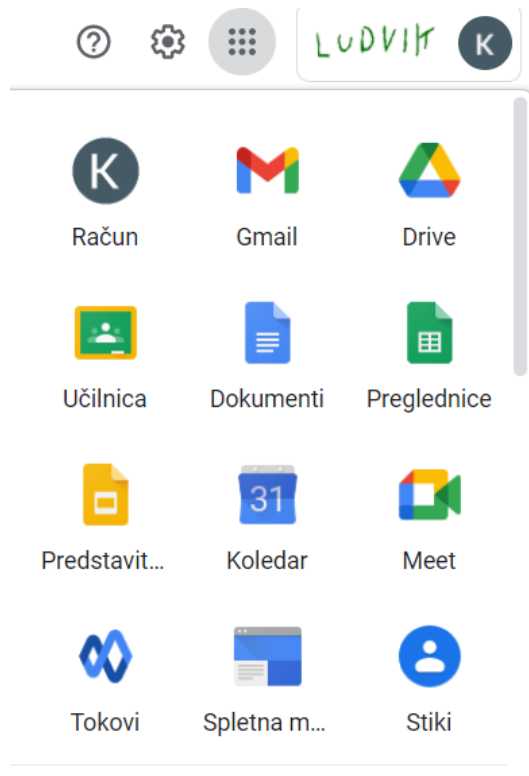 LUDVIK K
K
Račun Gmail Drive
Učilnica Dokumenti Preglednice
31
Predstavit... Koledar Meet
Tokovi Spletna m... Stiki